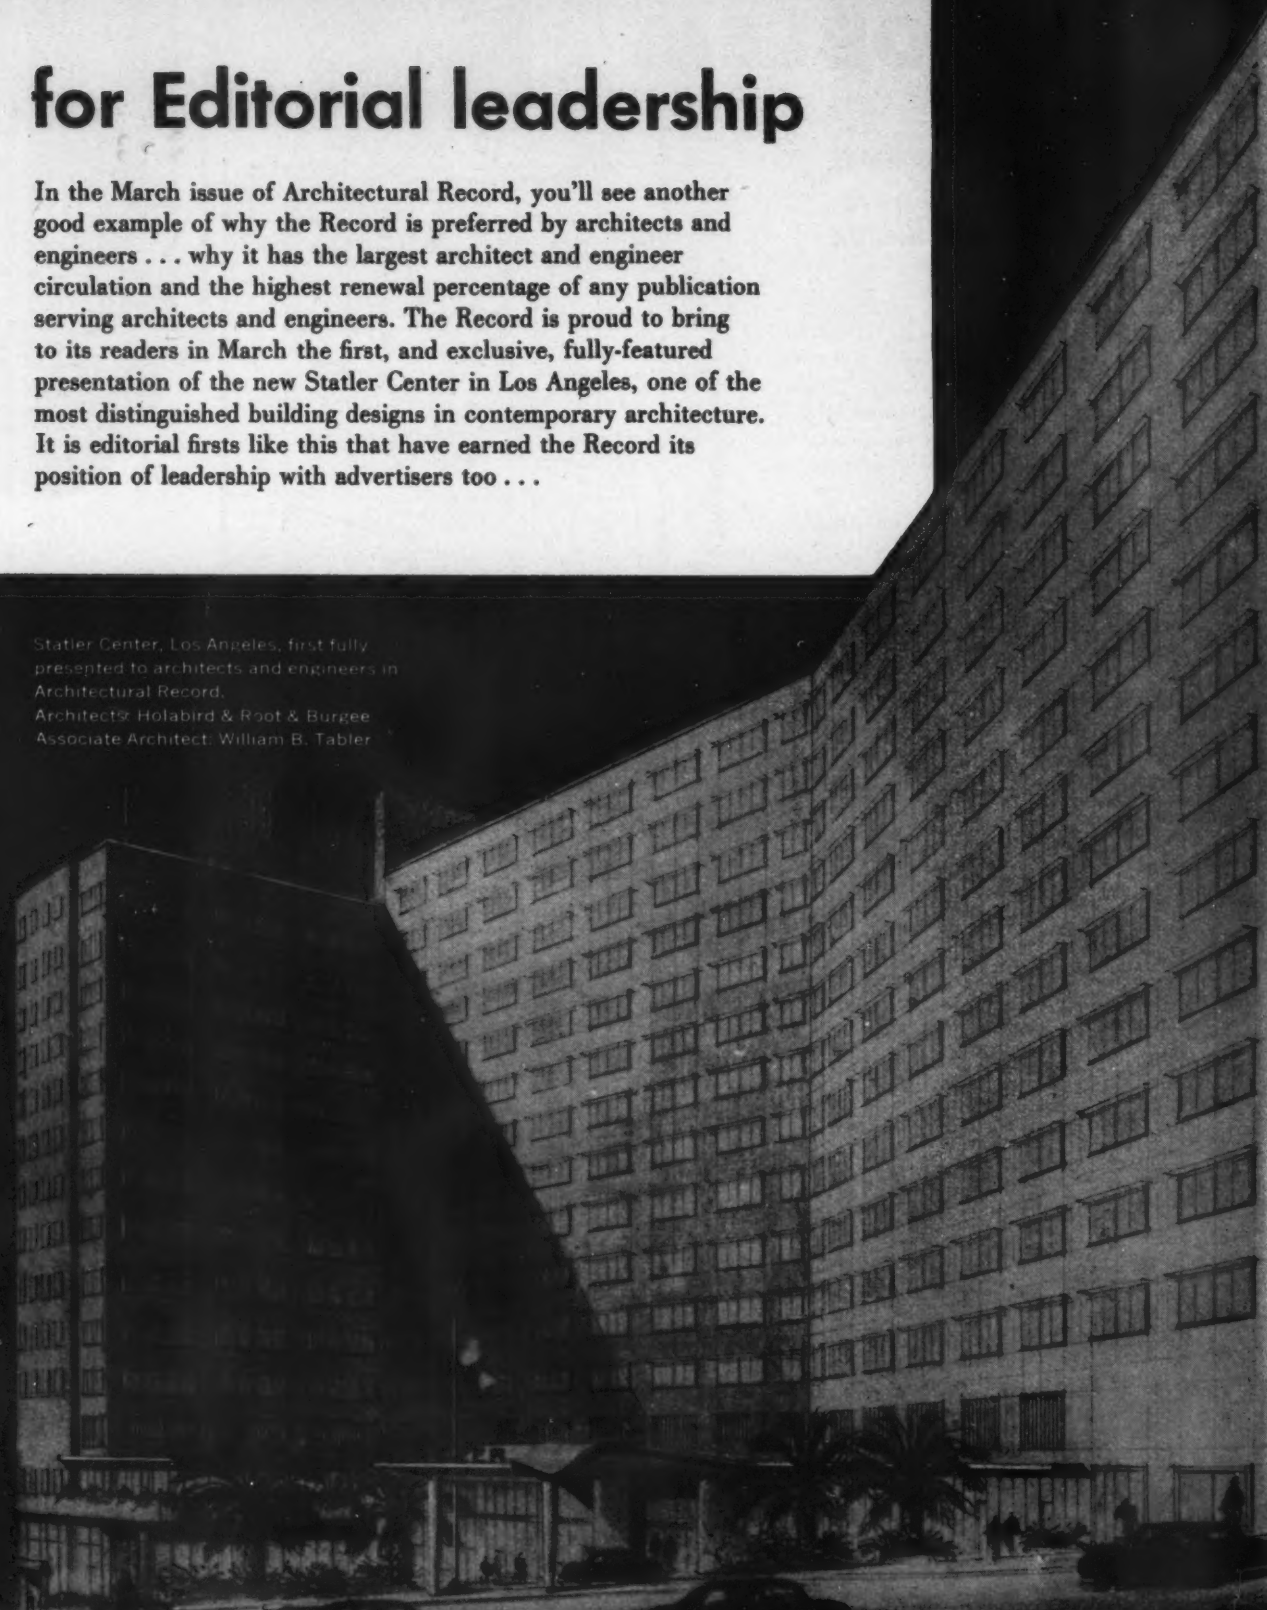 for Editorial leadership
In the March issue of Architectural Record, you'll see another
good example of why the Record is preferred by architects and
engineers . . . why it has the largest architect and engineer
circulation and the highest renewal percentage of any publication
serving architects and engineers. The Record is proud to bring
to its readers in March the first, and exclusive, fully-featured
presentation of the new Statler Center in Los Angeles, one of the
most distinguished building designs in contemporary architecture.
It is editorial firsts like this that have earned the Record its
position of leadership with advertisers too . . .
Statler Center, Los Angeles, first fully
presented to architects and engineers in
Architectural Record.
Architects: Holabird & Root & Burgee
Associate Architect: William B. Tabler